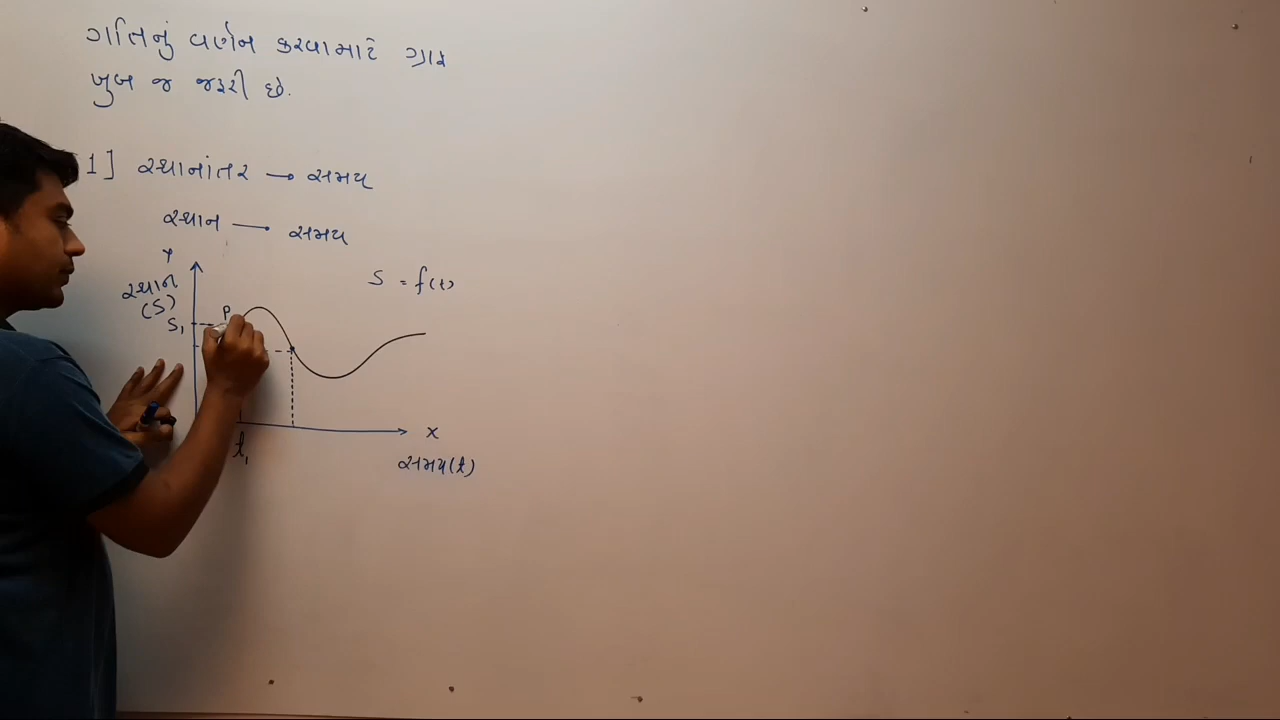 ગતિનું વર્ણન કરવા માટે ગ્રાફ
ખુબ જ જરૂરી છે.
1] સ્થાનાંતર → સમય
સ્થાન → સમય
Y
સ્થાન
(S)
S = f(t)
P
S₁
X
t₁
સમય(t)